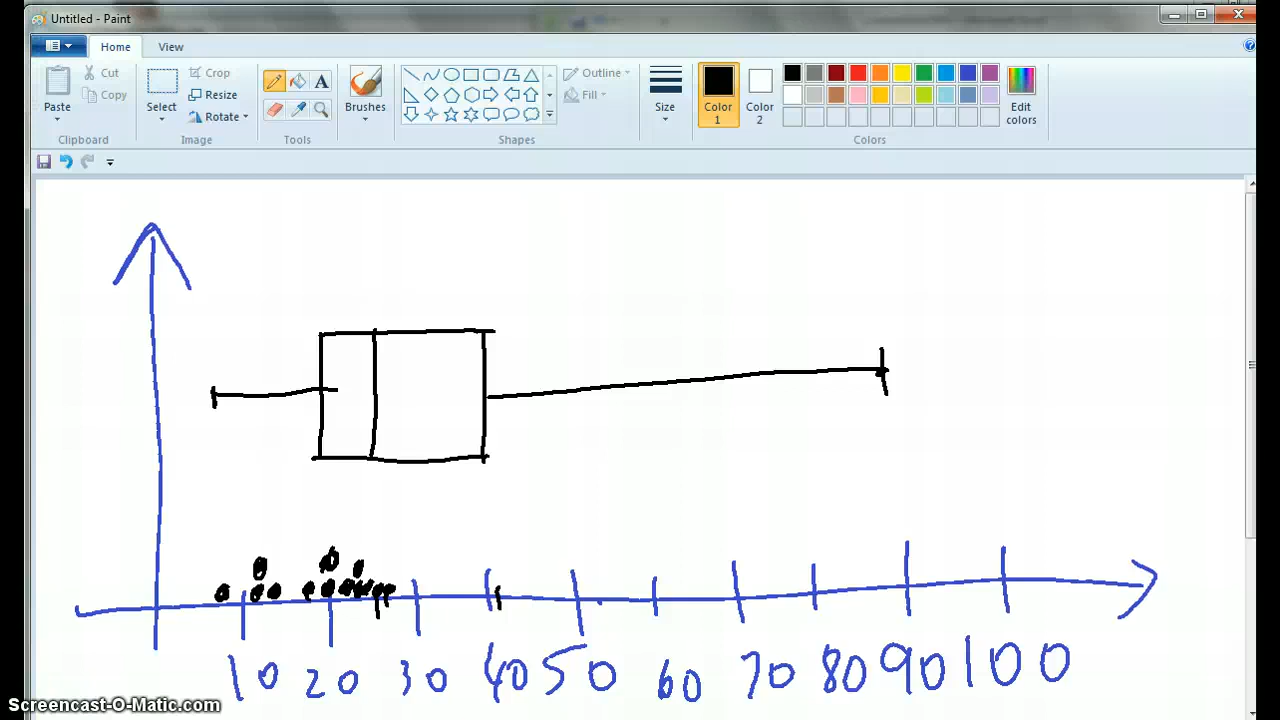 Untitled - Paint
Home View
Paste Cut Copy Clipboard
Select Crop Resize Rotate Image
A Tools
Brushes
Outline Fill Shapes
Size
Color 1
Color 2
Edit colors
Colors
10 20 30 40 50 60 70 80 90 100
Screencast-O-Matic.com